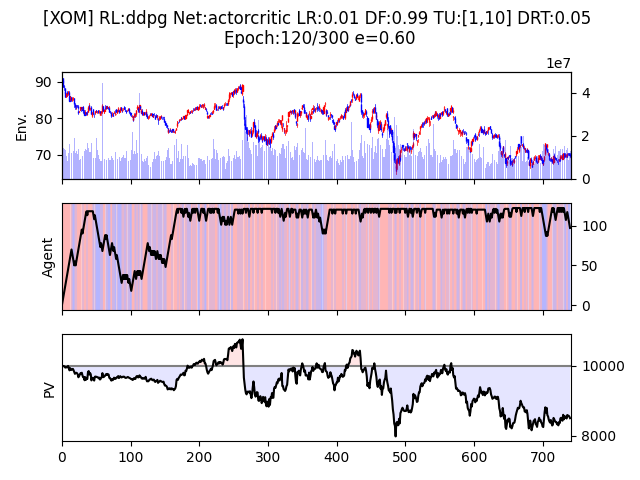 [XOM] RL:ddpg Net:actorcritic LR:0.01 DF:0.99 TU:[1,10] DRT:0.05
Epoch:120/300 e=0.60
1e7
90
80
70
Env.
4
2
0
Agent
100
50
0
PV
10000
8000
0 100 200 300 400 500 600 700